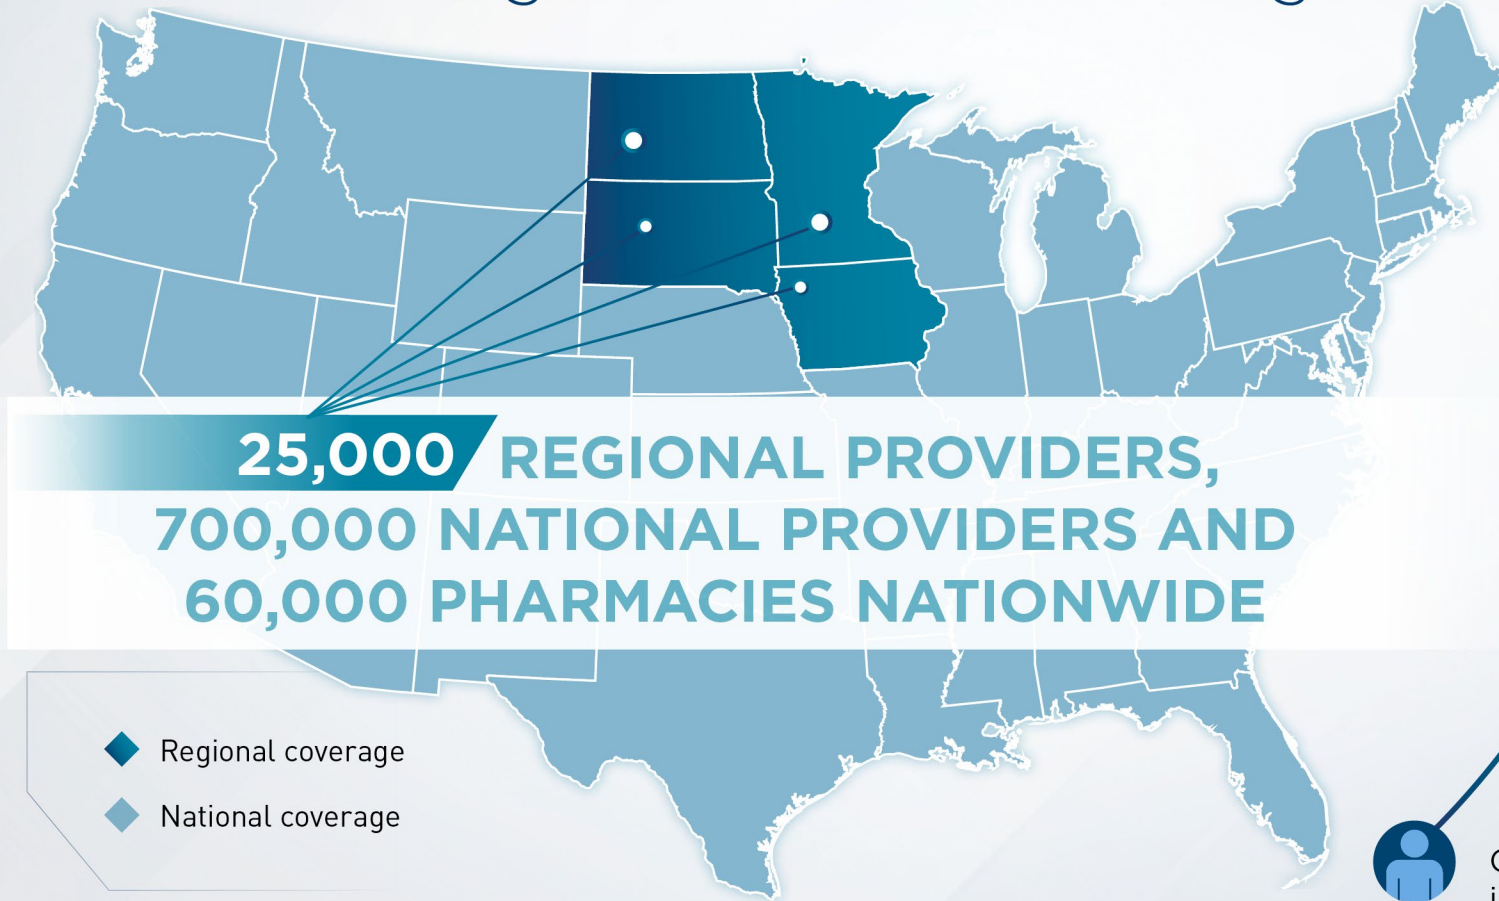 25,000 REGIONAL PROVIDERS,
700,000 NATIONAL PROVIDERS AND
60,000 PHARMACIES NATIONWIDE
Regional coverage
National coverage